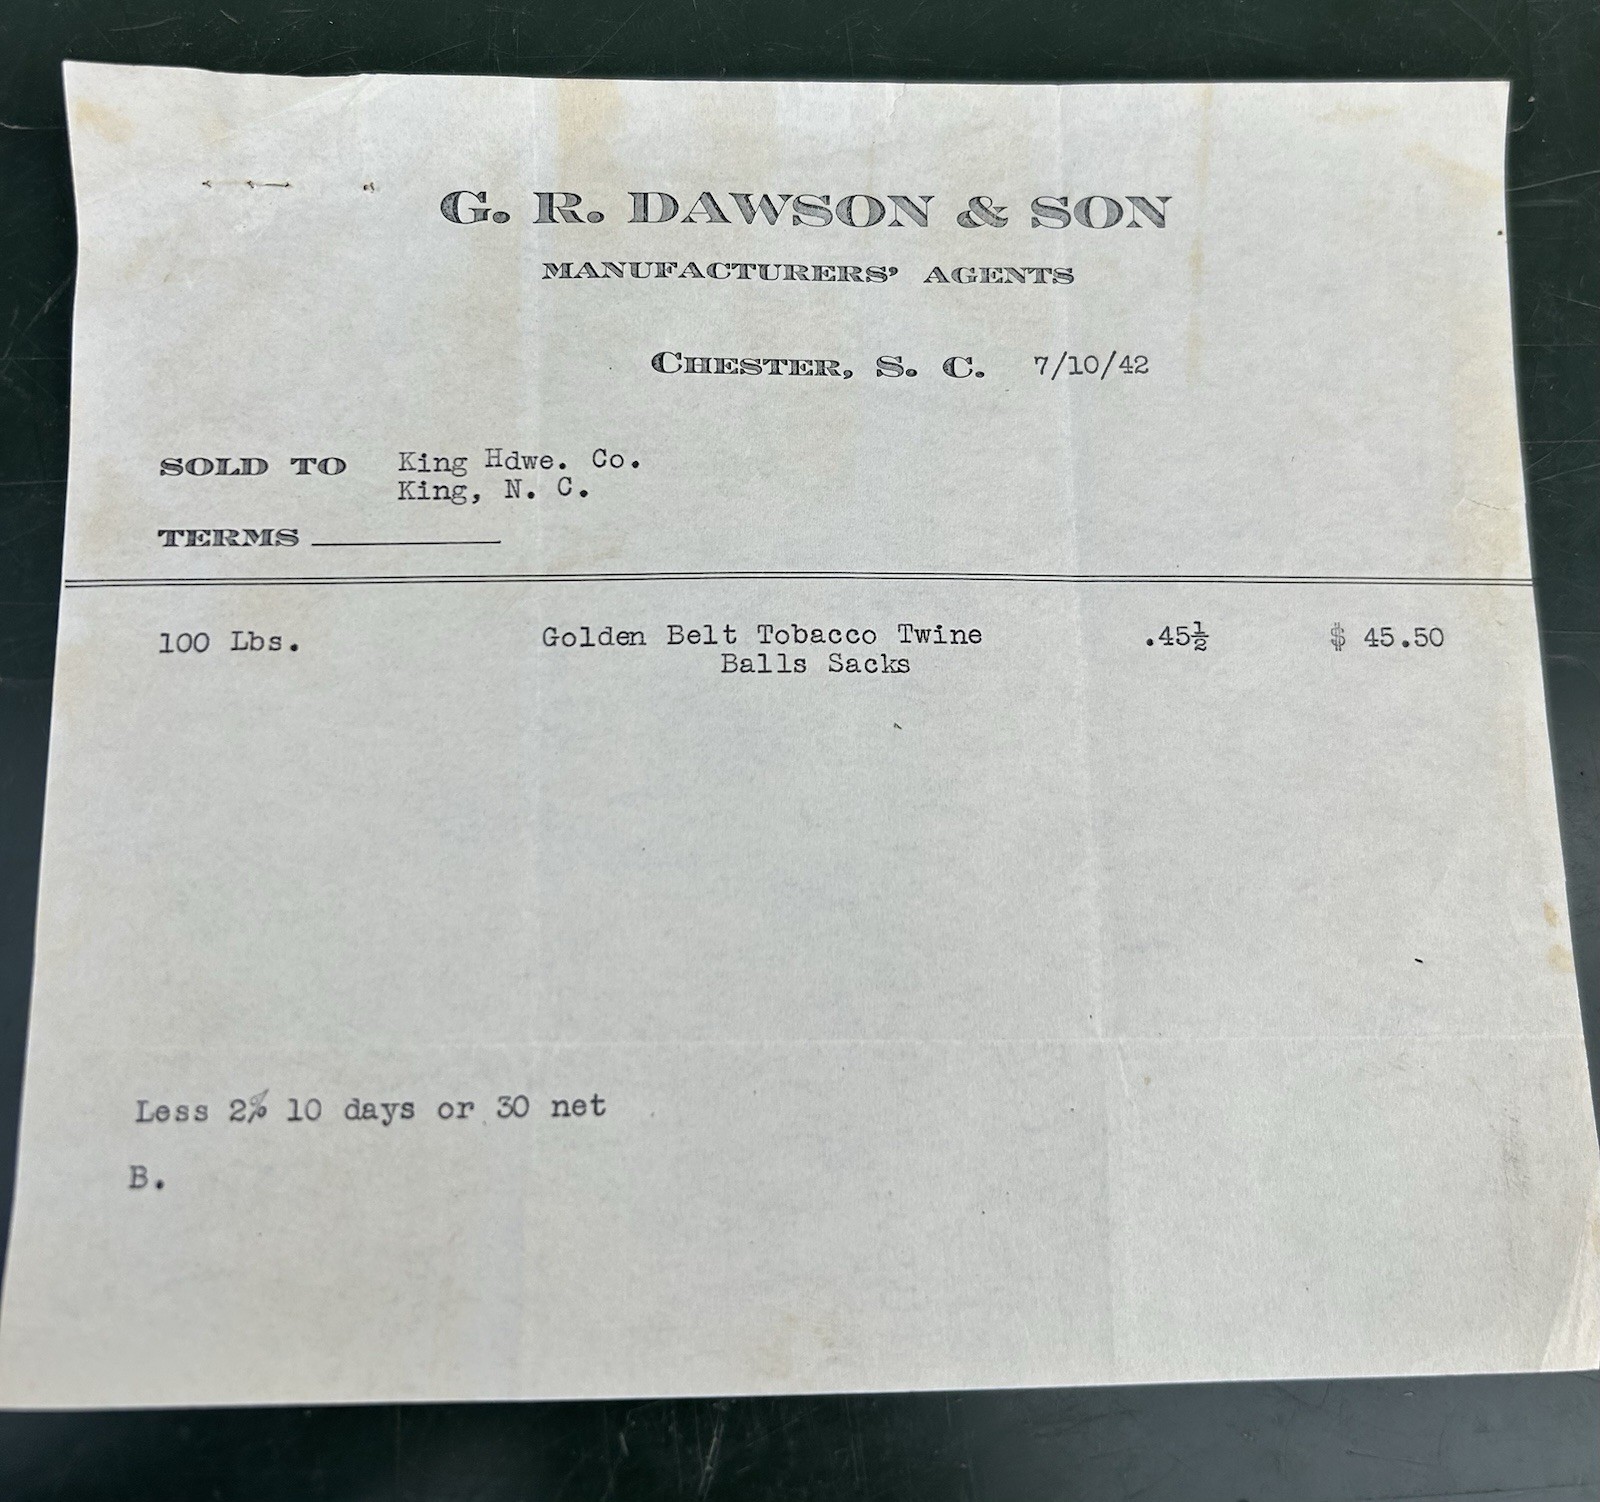 G. R. DAWSON & SON
MANUFACTURERS' AGENTS
CHESTER, S. C. 7/10/42
SOLD TO King Hdwe. Co.
King, N. C.
TERMS
100 Lbs. Golden Belt Tobacco Twine .45½ $ 45.50
Balls Sacks
Less 2% 10 days or 30 net
B.